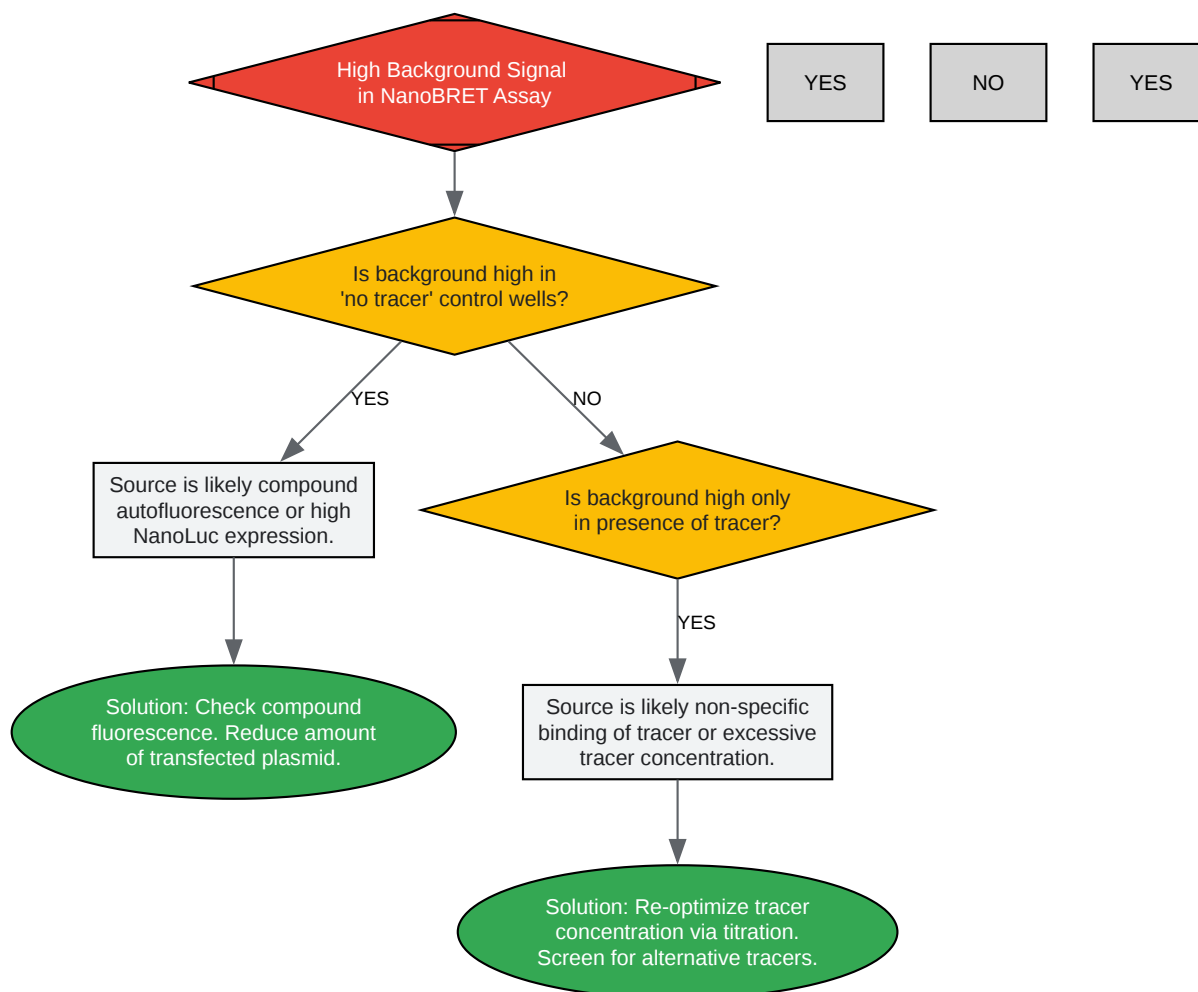 High Background Signal
in NanoBRET Assay
YES
NO
YES
Is background high in
'no tracer' control wells?
YES
NO
Source is likely compound
autofluorescence or high
NanoLuc expression.
Is background high only
in presence of tracer?
YES
Solution: Check compound
fluorescence. Reduce amount
of transfected plasmid.
Source is likely non-specific
binding of tracer or excessive
tracer concentration.
Solution: Re-optimize tracer
concentration via titration.
Screen for alternative tracers.